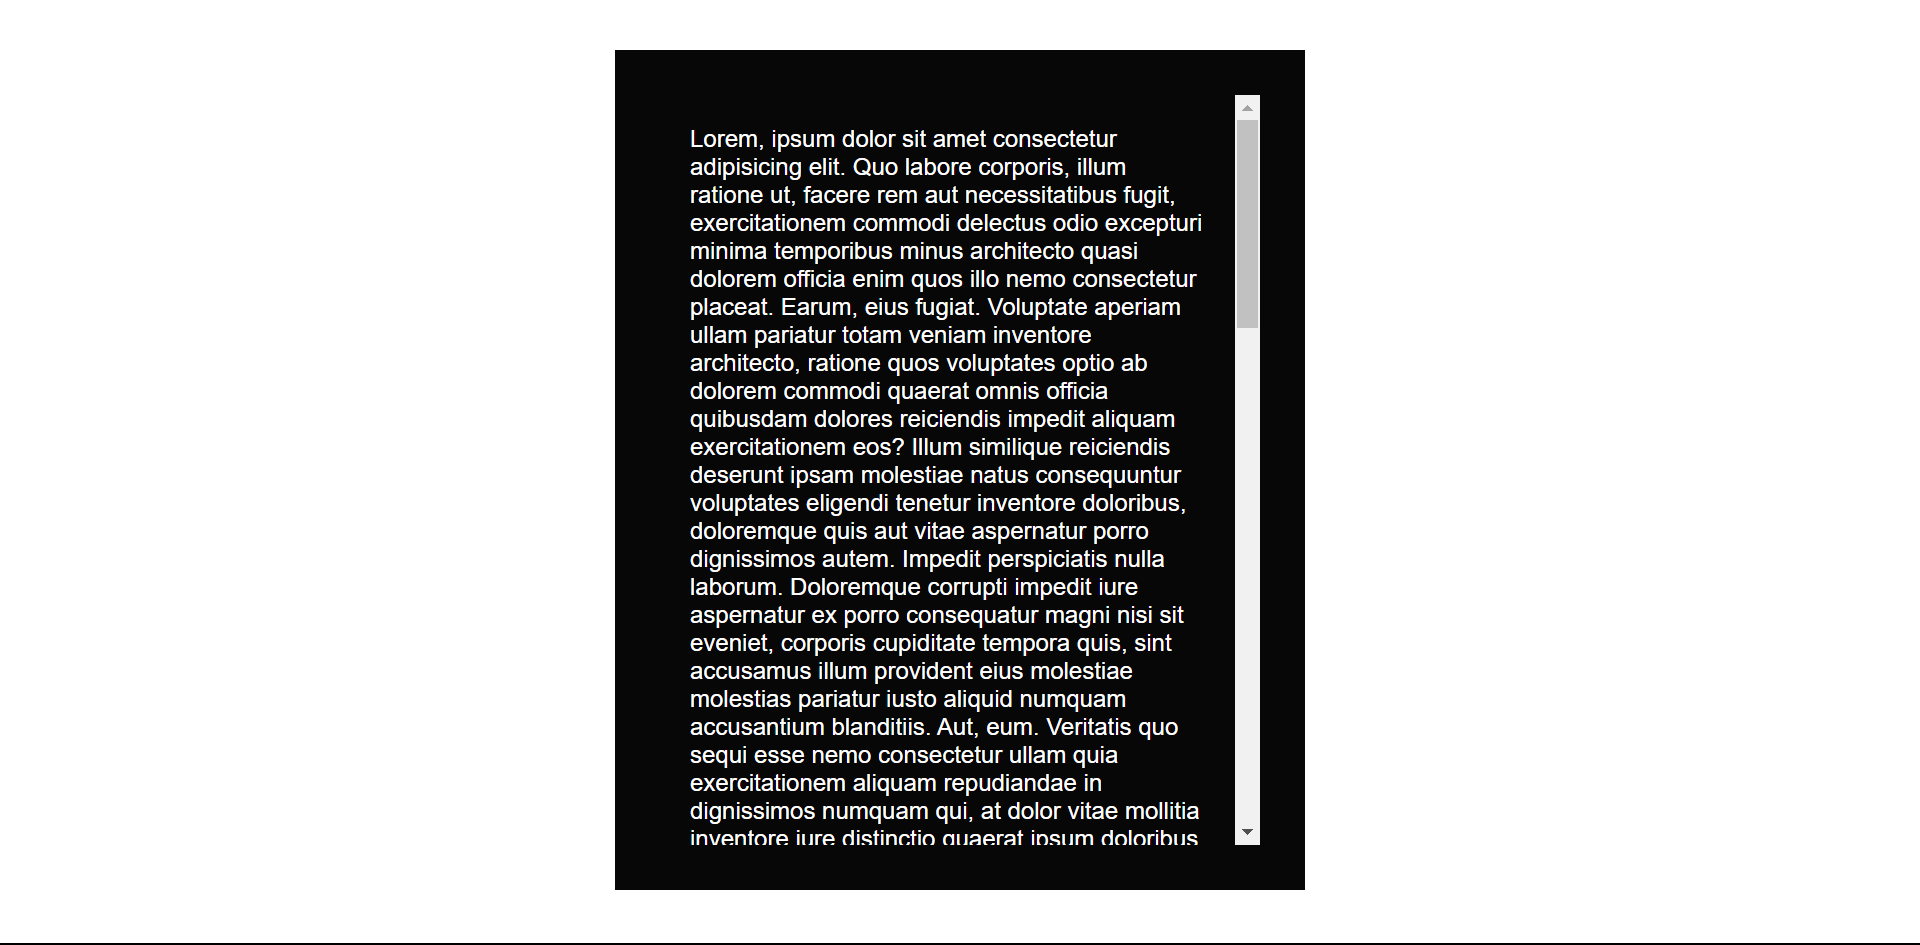 Lorem, ipsum dolor sit amet consectetur
adipisicing elit. Quo labore corporis, illum
ratione ut, facere rem aut necessitatibus fugit,
exercitationem commodi delectus odio excepturi
minima temporibus minus architecto quasi
dolorem officia enim quos illo nemo consectetur
placeat. Earum, eius fugiat. Voluptate aperiam
ullam pariatur totam veniam inventore
architecto, ratione quos voluptates optio ab
dolorem commodi quaerat omnis officia
quibusdam dolores reiciendis impedit aliquam
exercitationem eos? Illum similique reiciendis
deserunt ipsam molestiae natus consequuntur
voluptates eligendi tenetur inventore doloribus,
doloremque quis aut vitae aspernatur porro
dignissimos autem. Impedit perspiciatis nulla
laborum. Doloremque corrupti impedit iure
aspernatur ex porro consequatur magni nisi sit
eveniet, corporis cupiditate tempora quis, sint
accusamus illum provident eius molestiae
molestias pariatur iusto aliquid numquam
accusantium blanditiis. Aut, eum. Veritatis quo
sequi esse nemo consectetur ullam quia
exercitationem aliquam repudiandae in
dignissimos numquam qui, at dolor vitae mollitia
inventore iure distinctio quaerat ipsum doloribus